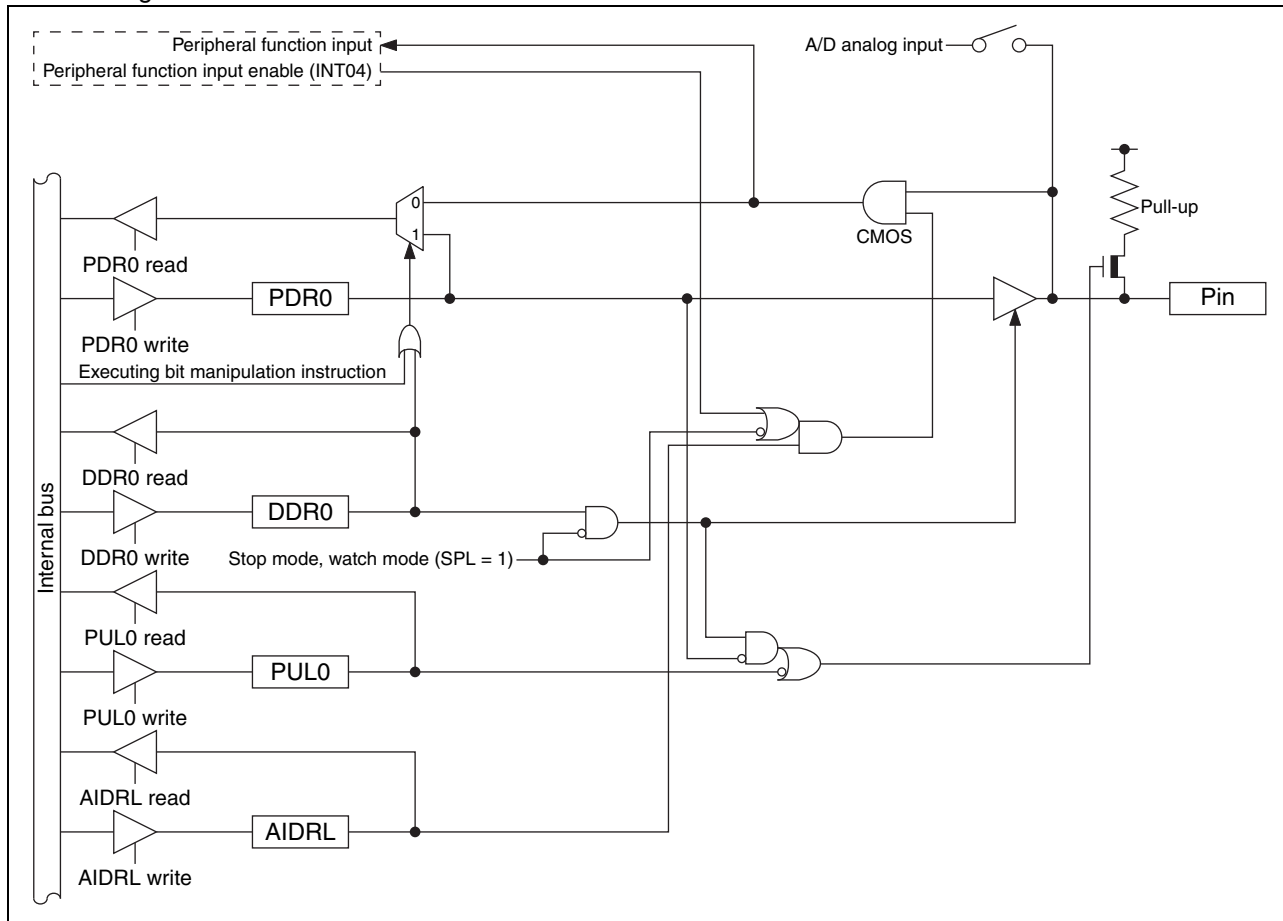 Peripheral function input
A/D analog input
Peripheral function input enable (INT04)
0
Pull-up
1
CMOS
PDR0 read
PDR0
Pin
PDR0 write
Executing bit manipulation instruction
DDR0 read
DDR0
Internal bus
DDR0 write
Stop mode, watch mode (SPL = 1)
PUL0 read
PUL0
PUL0 write
AIDRL read
AIDRL
AIDRL write